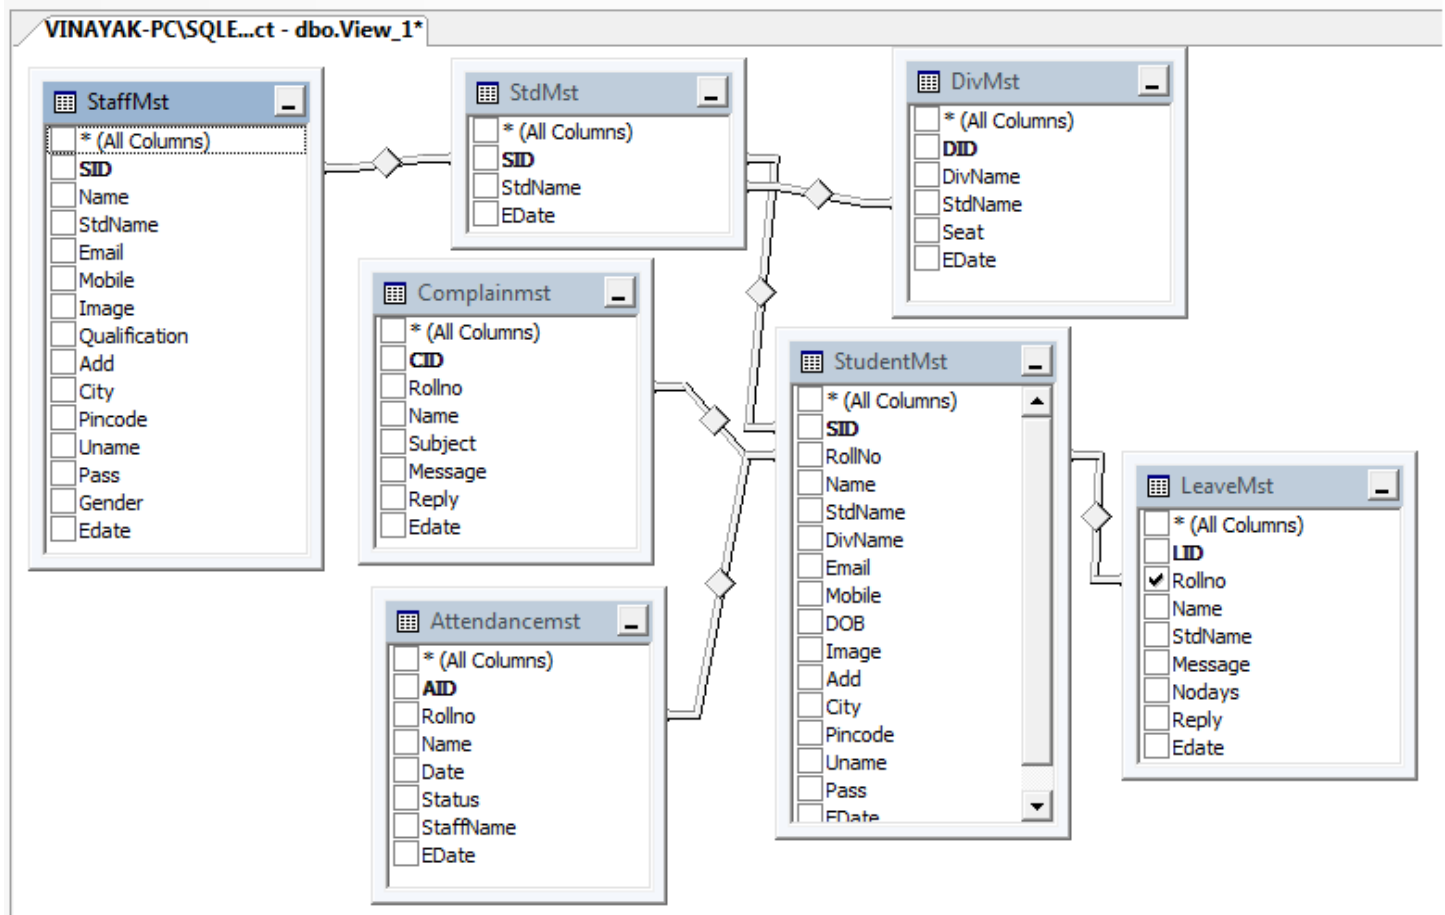 VINAYAK-PC\SQLE...ct - dbo.View_1*
StaffMst
* (All Columns)
SID
Name
StdName
Email
Mobile
Image
Qualification
Add
City
Pincode
Uname
Pass
Gender
Edate
StdMst
* (All Columns)
SID
StdName
EDate
DivMst
* (All Columns)
DID
DivName
StdName
Seat
EDate
Complainmst
* (All Columns)
CID
Rollno
Name
Subject
Message
Reply
Edate
StudentMst
* (All Columns)
SID
RollNo
Name
StdName
DivName
Email
Mobile
DOB
Image
Add
City
Pincode
Uname
Pass
EDate
LeaveMst
* (All Columns)
LID
Rollno
Name
StdName
Message
Nodays
Reply
Edate
Attendancemst
* (All Columns)
AID
Rollno
Name
Date
Status
StaffName
EDate